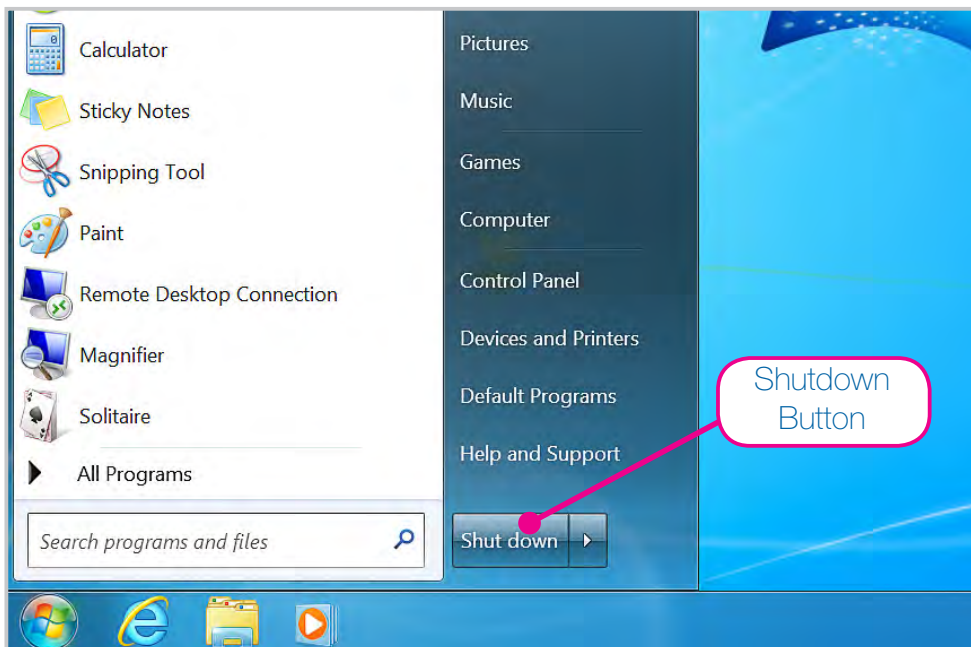 Calculator
Sticky Notes
Snipping Tool
Paint
Remote Desktop Connection
Magnifier
Solitaire
All Programs
Search programs and files
Pictures
Music
Games
Computer
Control Panel
Devices and Printers
Default Programs
Help and Support
Shut down
Shutdown
Button